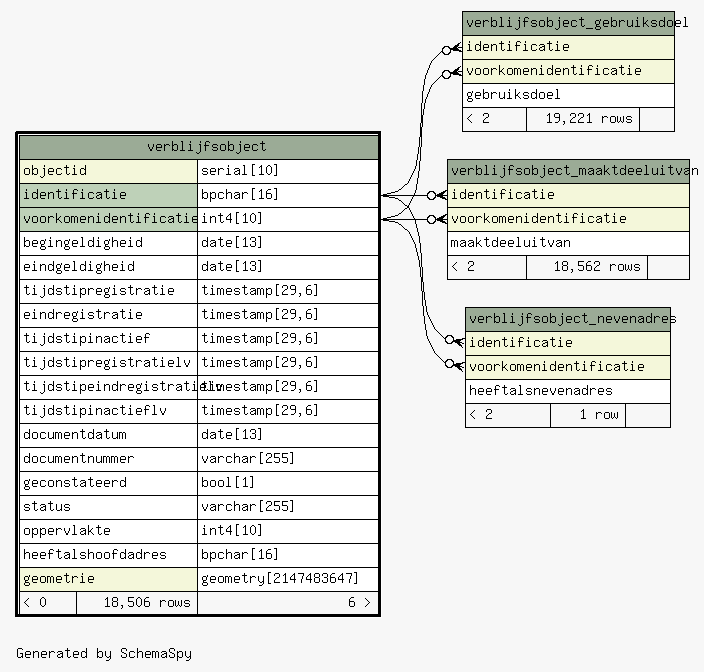 verblijfsobject_gebruiksdoel
identificatie
voorkomenidentificatie
gebruiksdoel
< 2 19,221 rows
verblijfsobject
objectid serial[10]
identificatie bpchar[16]
voorkomenidentificatie int4[10]
begingeldigheid date[13]
eindgeldigheid date[13]
tijdstipregistratie timestamp[29,6]
eindregistratie timestamp[29,6]
tijdstipinactief timestamp[29,6]
tijdstipregistratielv timestamp[29,6]
tijdstipeindregistratielv timestamp[29,6]
tijdstipinactieflv timestamp[29,6]
documentdatum date[13]
documentnummer varchar[255]
geconstateerd bool[1]
status varchar[255]
oppervlakte int4[10]
heeftalshoofdadres bpchar[16]
geometrie geometry[2147483647]
< 0 18,506 rows 6 >
verblijfsobject_maaktdeeluitvan
identificatie
voorkomenidentificatie
maaktdeeluitvan
< 2 18,562 rows
verblijfsobject_nevenadres
identificatie
voorkomenidentificatie
heeftalsnevenadres
< 2 1 row
Generated by SchemaSpy